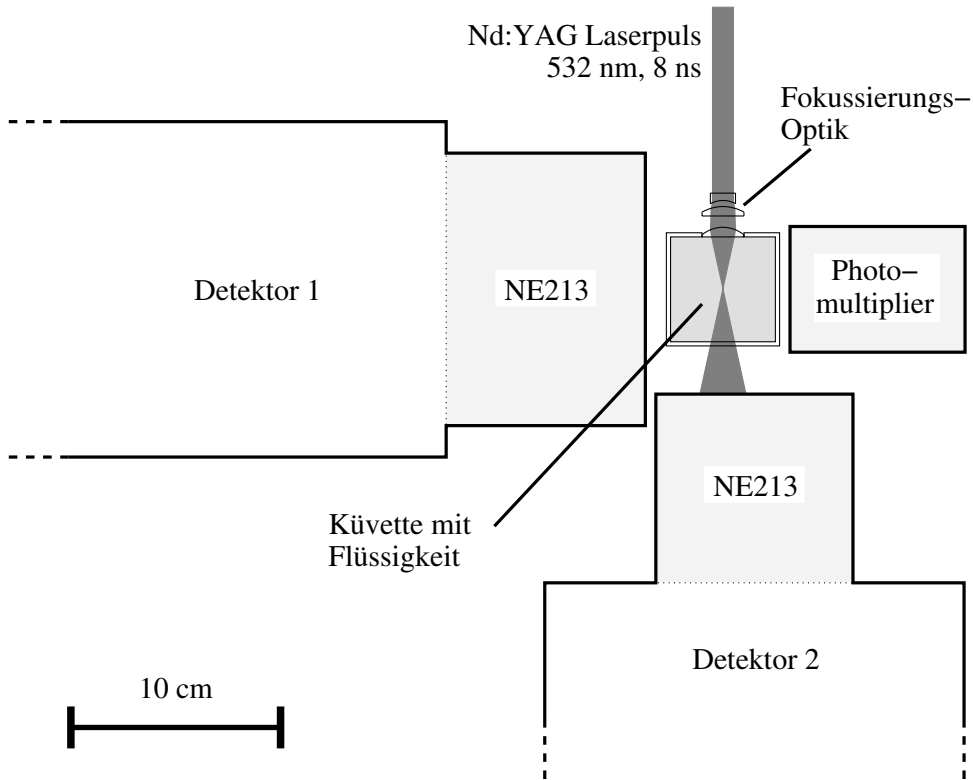 Nd:YAG Laserpuls
532 nm, 8 ns
Fokussierungs–
Optik
Detektor 1
NE213
Photo–
multiplier
NE213
Küvette mit
Flüssigkeit
Detektor 2
10 cm